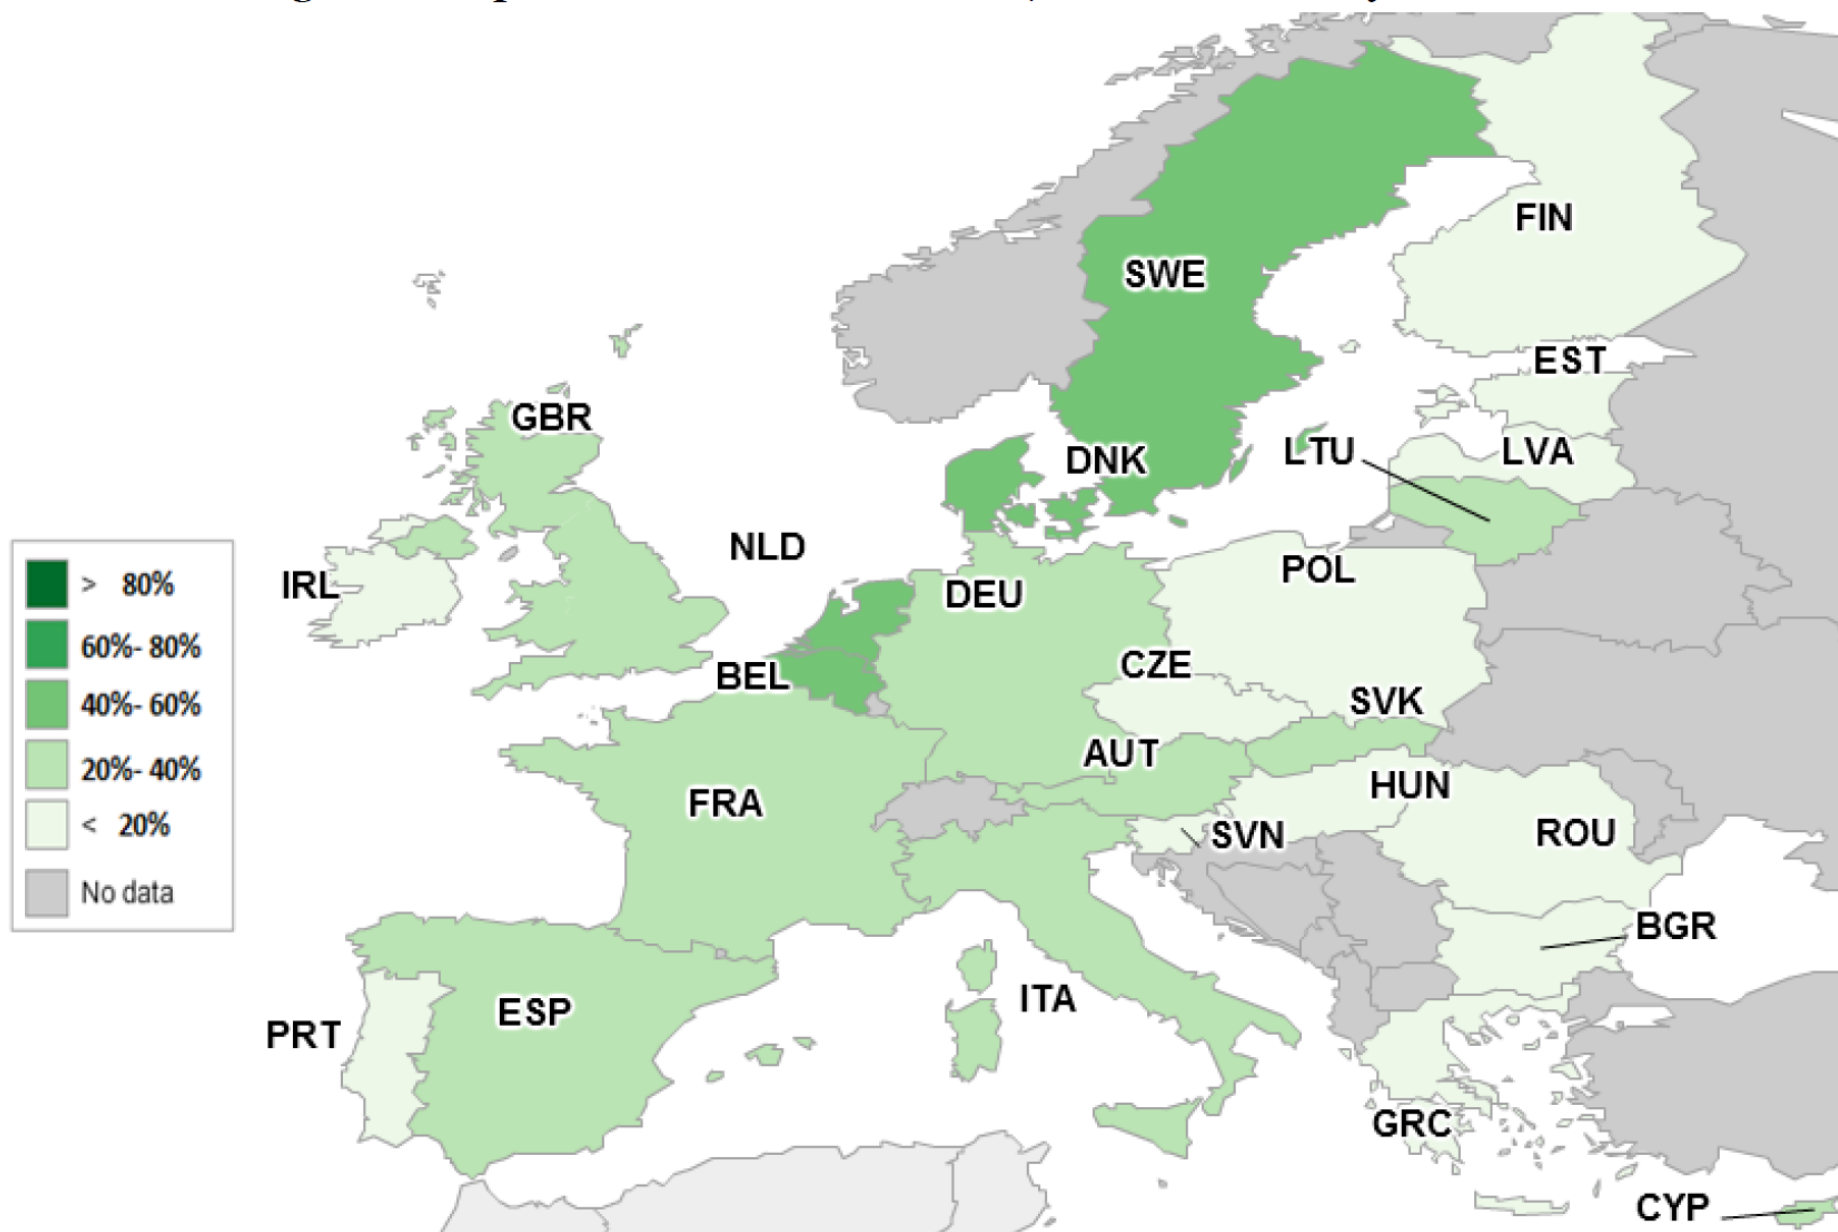 FIN
SWE
EST
GBR
LTU
LVA
DNK
NLD
POL
IRL
DEU
> 80%
60%- 80%
40%- 60%
20%- 40%
< 20%
No data
BEL
CZE
SVK
AUT
HUN
FRA
SVN
ROU
BGR
ITA
ESP
PRT
GRC
CYP